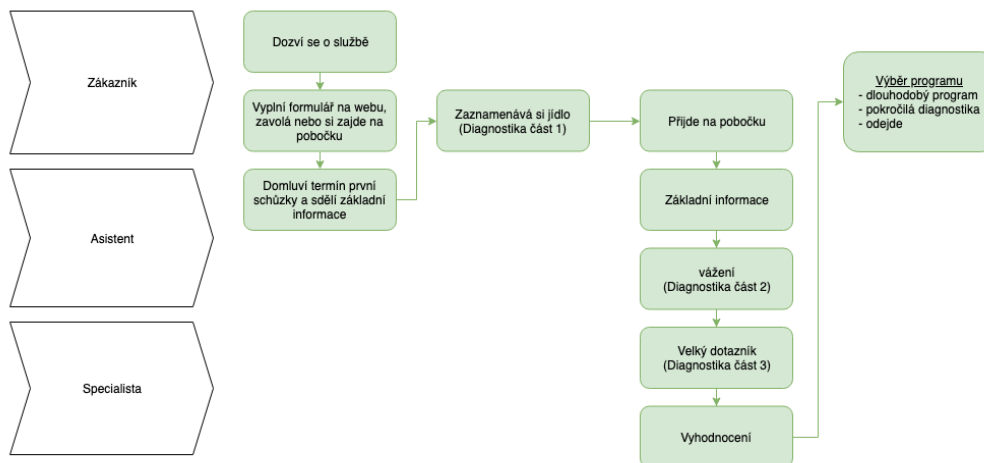 Zákazník
Dozví se o službě
Vyplní formulář na webu,
zavolá nebo si zajde na
pobočku
Zaznamenává si jídlo
(Diagnostika část 1)
Přijde na pobočku
Výběr programu
- dlouhodobý program
- pokročilá diagnostika
- odejde
Asistent
Domluví termín první
schůzky a sdělí základní
informace
Základní informace
vážení
(Diagnostika část 2)
Specialista
Velký dotazník
(Diagnostika část 3)
Vyhodnocení